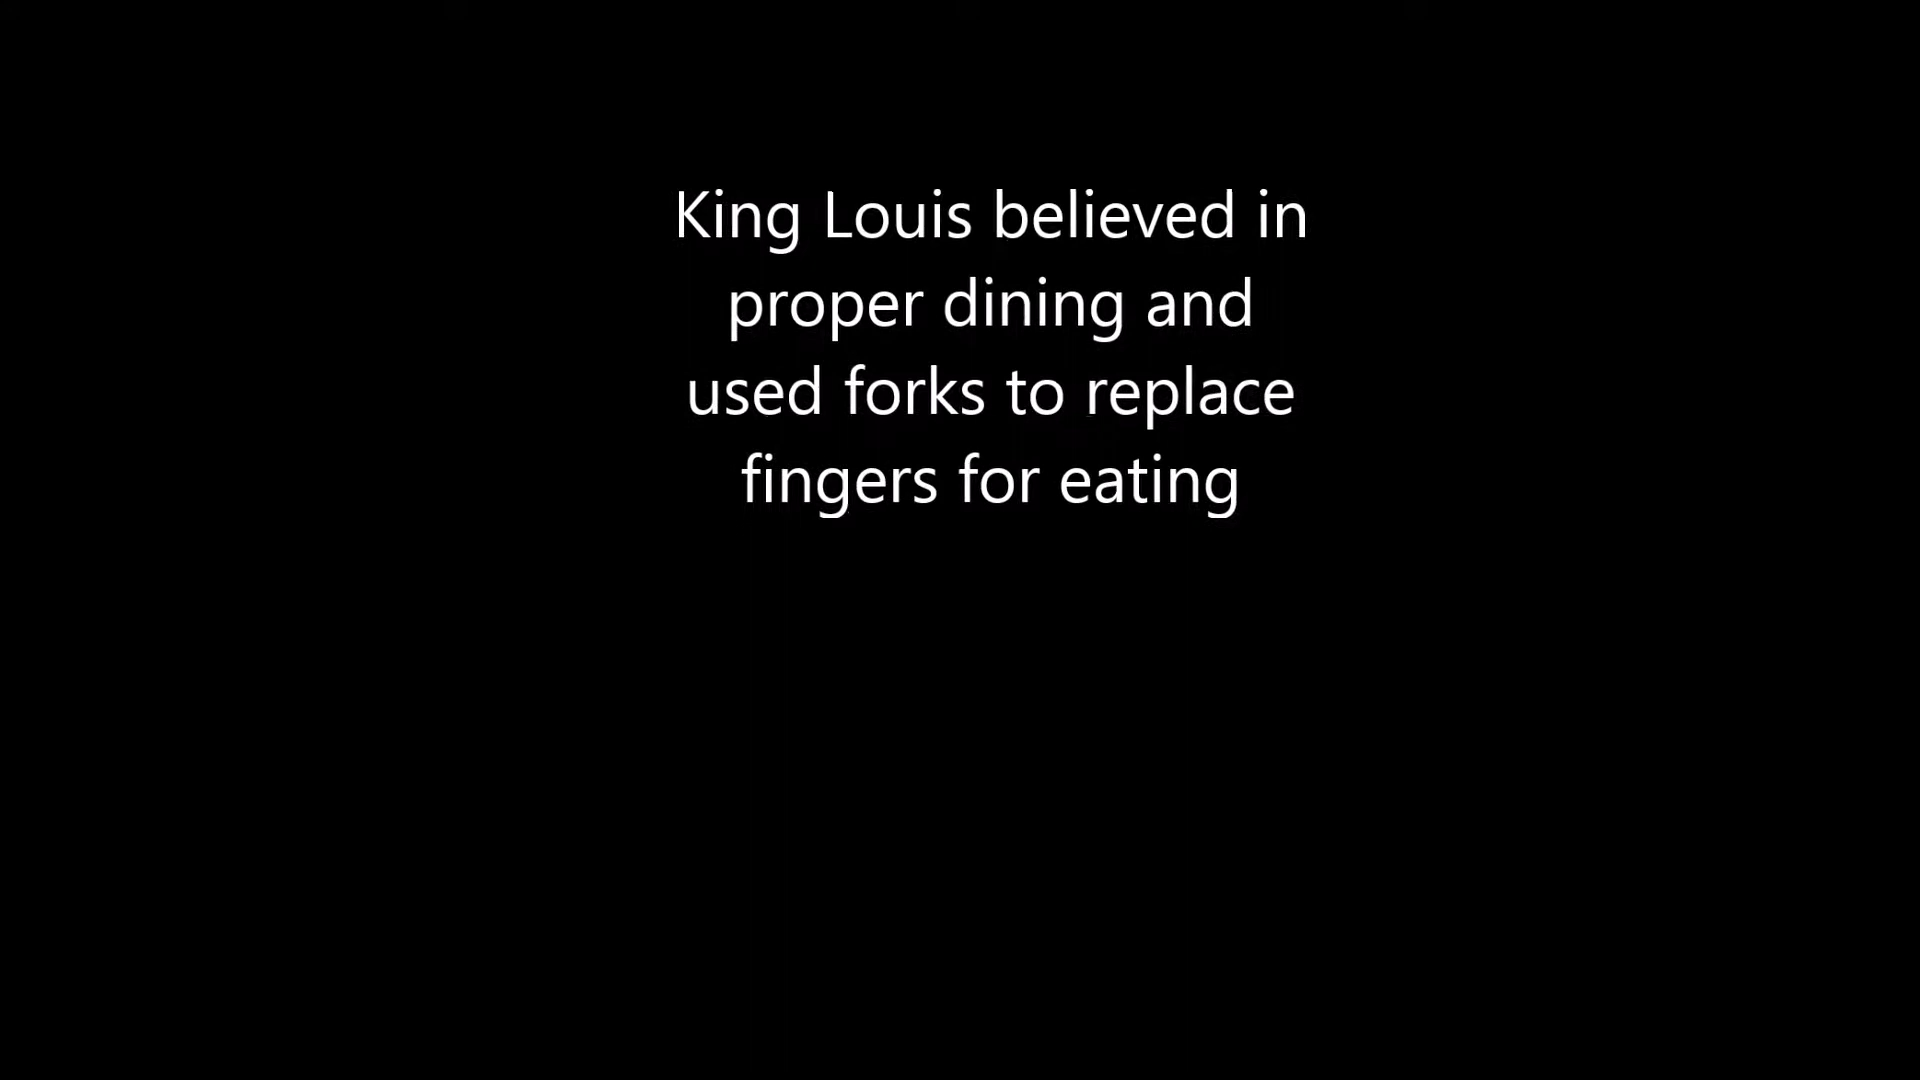 King Louis believed in
proper dining and
used forks to replace
fingers for eating